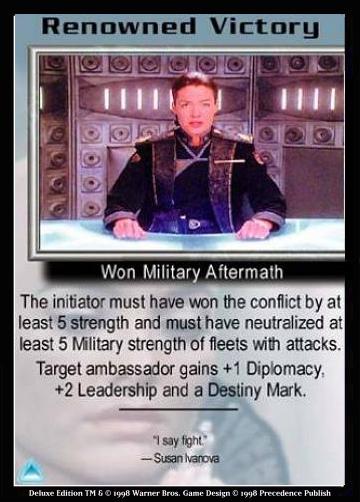 Renowned Victory
Won Military Aftermath
The initiator must have won the conflict by at
least 5 strength and must have neutralized at
least 5 Military strength of fleets with attacks.
Target ambassador gains +1 Diplomacy,
+2 Leadership and a Destiny Mark.
"I say fight."
— Susan Ivanova
Deluxe Edition TM & © 1998 Warner Bros. Game Design © 1998 Precedence Publish